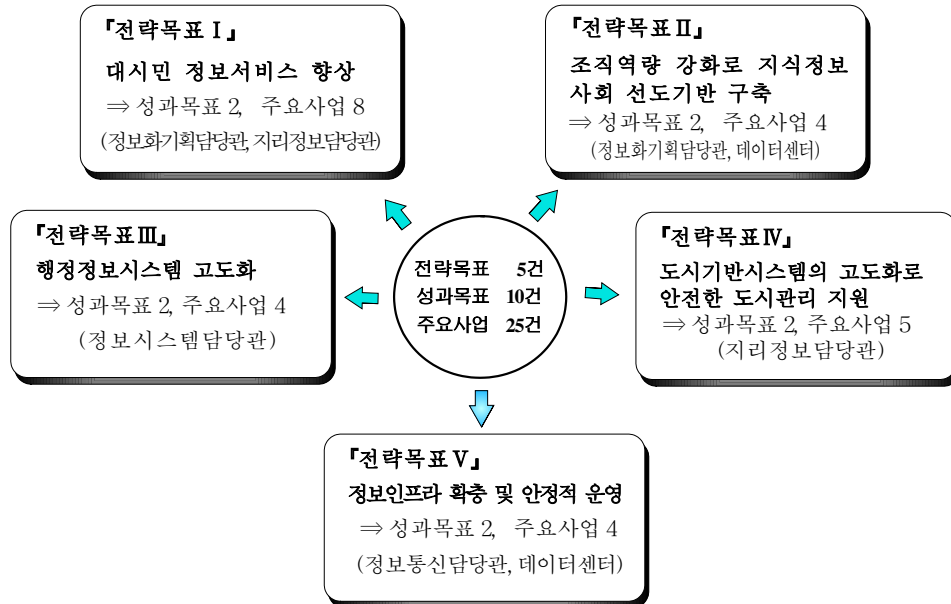 『전략목표Ⅰ』
대시민 정보서비스 향상
⇒ 성과목표 2, 주요사업 8
(정보화기획담당관, 지리정보담당관)
『전략목표Ⅱ』
조직역량 강화로 지식정보
사회 선도기반 구축
⇒ 성과목표 2, 주요사업 4
(정보화기획담당관, 데이터센터)
『전략목표Ⅲ』
행정정보시스템 고도화
⇒ 성과목표 2, 주요사업 4
(정보시스템담당관)
전략목표 5건
성과목표 10건
주요사업 25건
『전략목표Ⅳ』
도시기반시스템의 고도화로
안전한 도시관리 지원
⇒ 성과목표 2, 주요사업 5
(지리정보담당관)
『전략목표Ⅴ』
정보인프라 확충 및 안정적 운영
⇒ 성과목표 2, 주요사업 4
(정보통신담당관, 데이터센터)